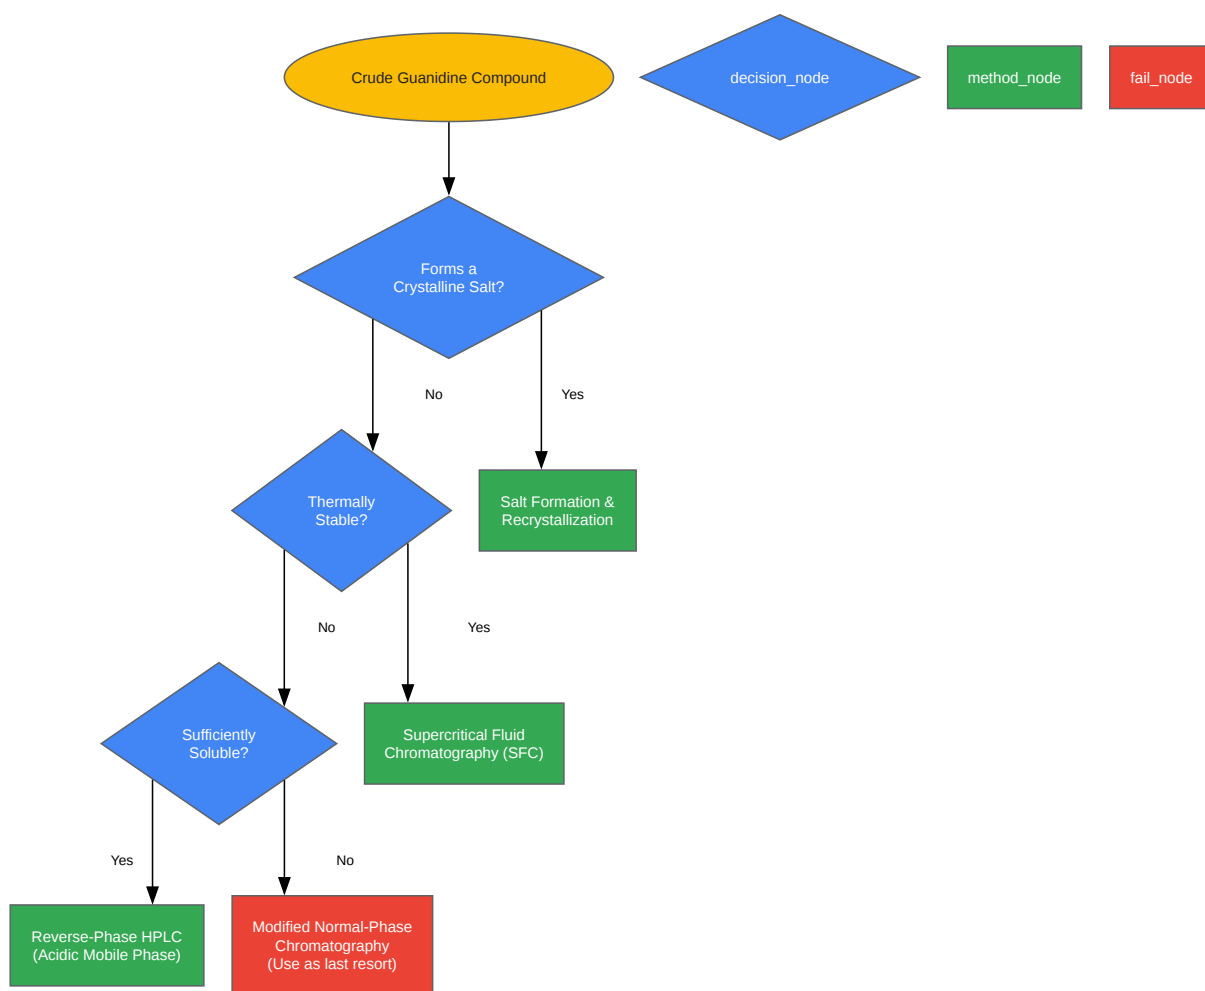 Crude Guanidine Compound
decision_node
method_node
fail_node
Forms a
Crystalline Salt?
No
Yes
Thermally
Stable?
Salt Formation &
Recrystallization
No
Yes
Sufficiently
Soluble?
Supercritical Fluid
Chromatography (SFC)
Yes
No
Reverse-Phase HPLC
(Acidic Mobile Phase)
Modified Normal-Phase
Chromatography
(Use as last resort)